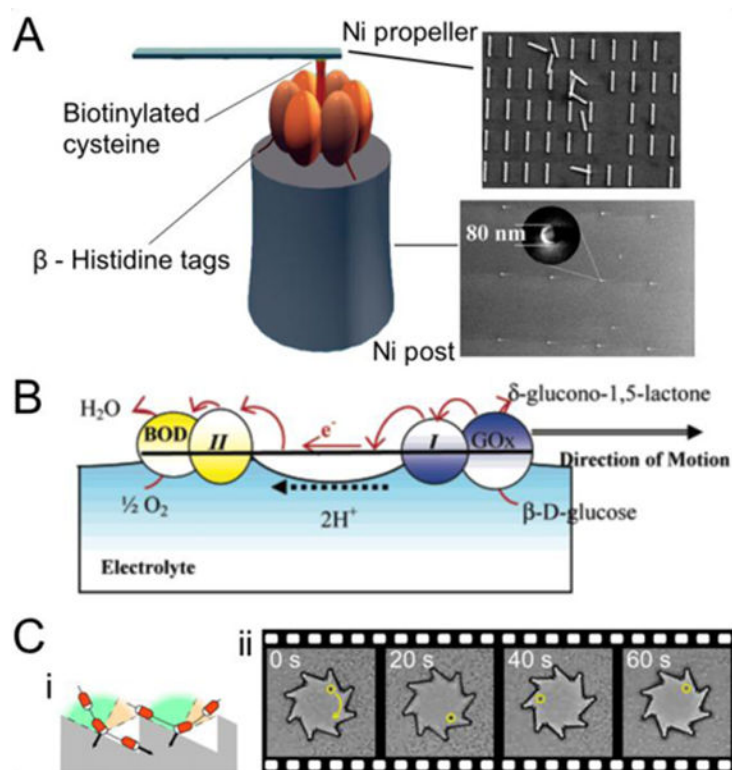 A
Ni propeller
Biotinylated
cysteine
80 nm
β - Histidine tags
Ni post
B
δ-glucono-1,5-lactone
H₂O
BOD
II
e⁻
I
GOx
Direction of Motion
½ O₂
2H⁺
β-D-glucose
Electrolyte
C
i
ii
0 s
20 s
40 s
60 s